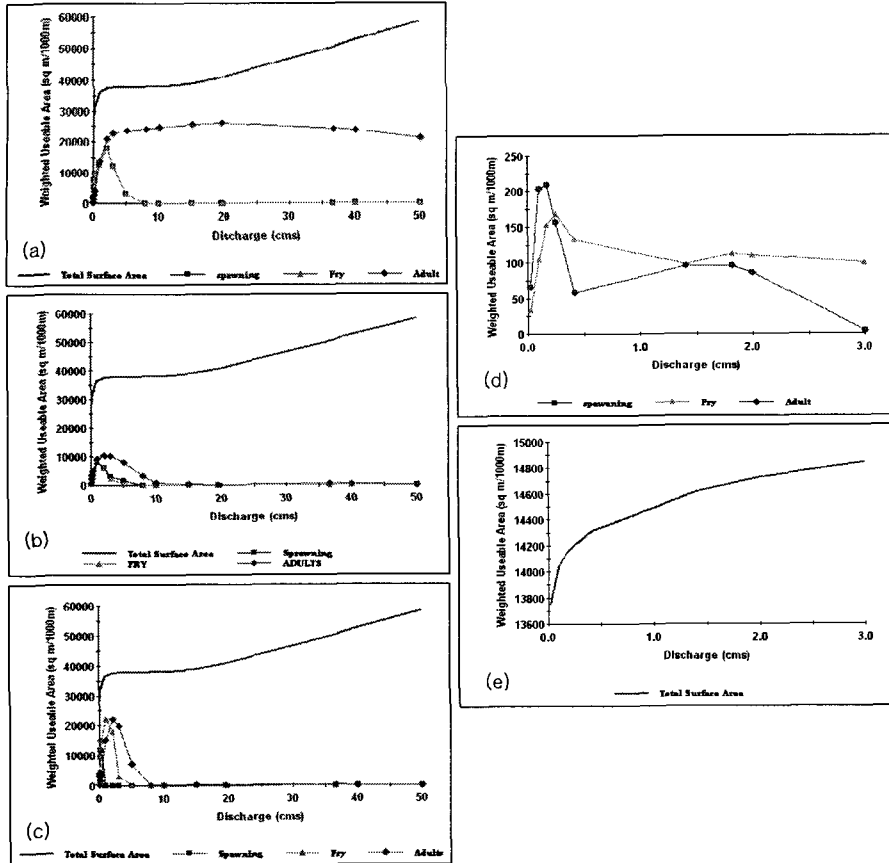 60000
50000
40000
30000
20000
10000
0
Weighted Useable Area (sq m/1000m)
0 10 20 30 40 50
Discharge (cms)
(a)
Total Surface Area spawning Fry Adult
60000
50000
40000
30000
20000
10000
0
Weighted Useable Area (sq m/1000m)
0 10 20 30 40 50
Discharge (cms)
(b)
Total Surface Area Spawning
FRY ADULTS
60000
50000
40000
30000
20000
10000
0
Weighted Useable Area (sq m/1000m)
0 10 20 30 40 50
Discharge (cms)
(c)
Total Surface Area Spawning Fry Adults
250
200
150
100
50
0
Weighted Useable Area (sq m/1000m)
0.0 1.0 2.0 3.0
Discharge (cms)
(d)
spawning Fry Adult
15000
14800
14600
14400
14200
14000
13800
13600
Weighted Useable Area (sq m/1000m)
0.0 1.0 2.0 3.0
Discharge (cms)
(e)
Total Surface Area